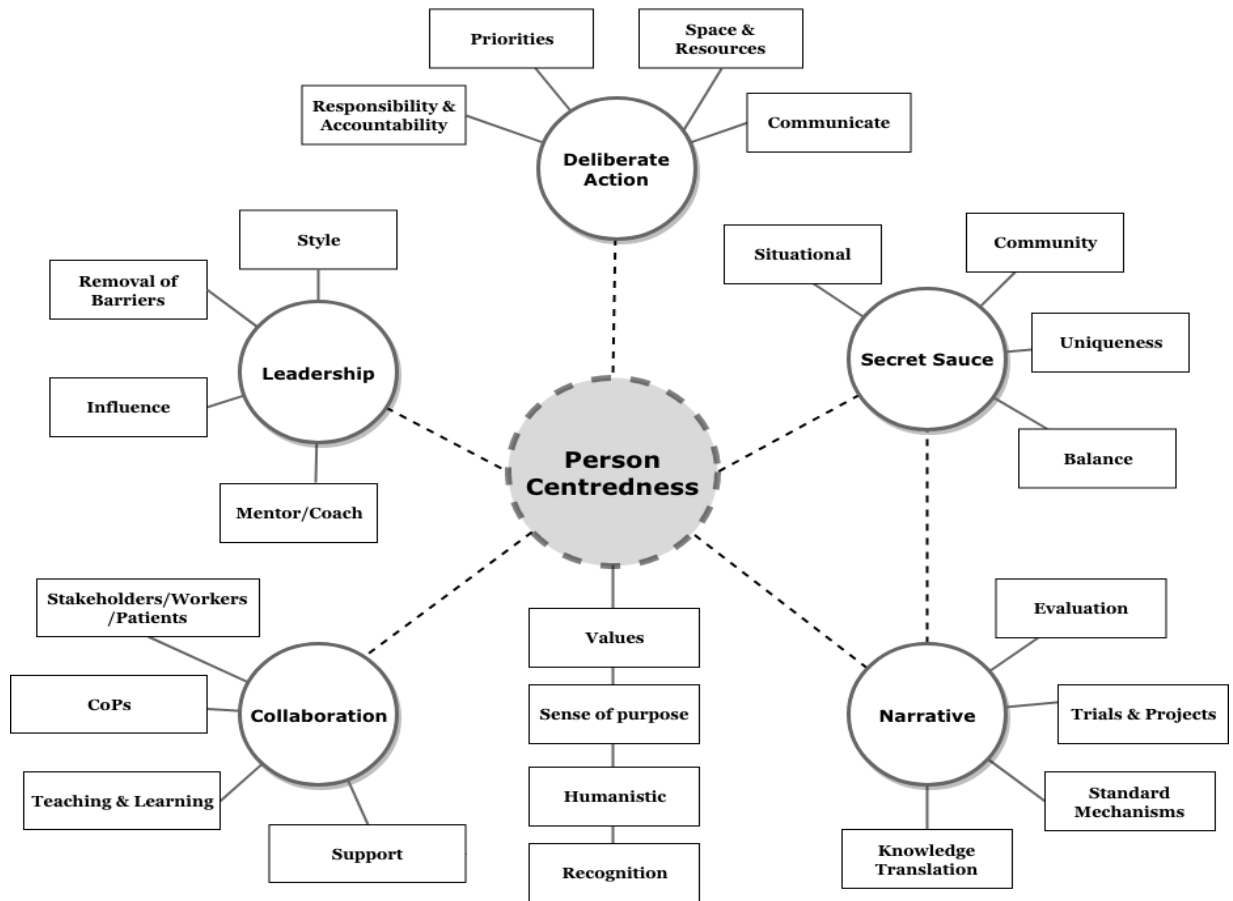 Priorities
Space &
Resources
Responsibility &
Accountability
Communicate
Deliberate
Action
Style
Removal of
Barriers
Leadership
Influence
Mentor/Coach
Situational
Community
Uniqueness
Secret Sauce
Balance
Person
Centredness
Stakeholders/Workers
/Patients
CoPs
Collaboration
Teaching & Learning
Support
Values
Sense of purpose
Humanistic
Recognition
Evaluation
Narrative
Trials & Projects
Standard
Mechanisms
Knowledge
Translation